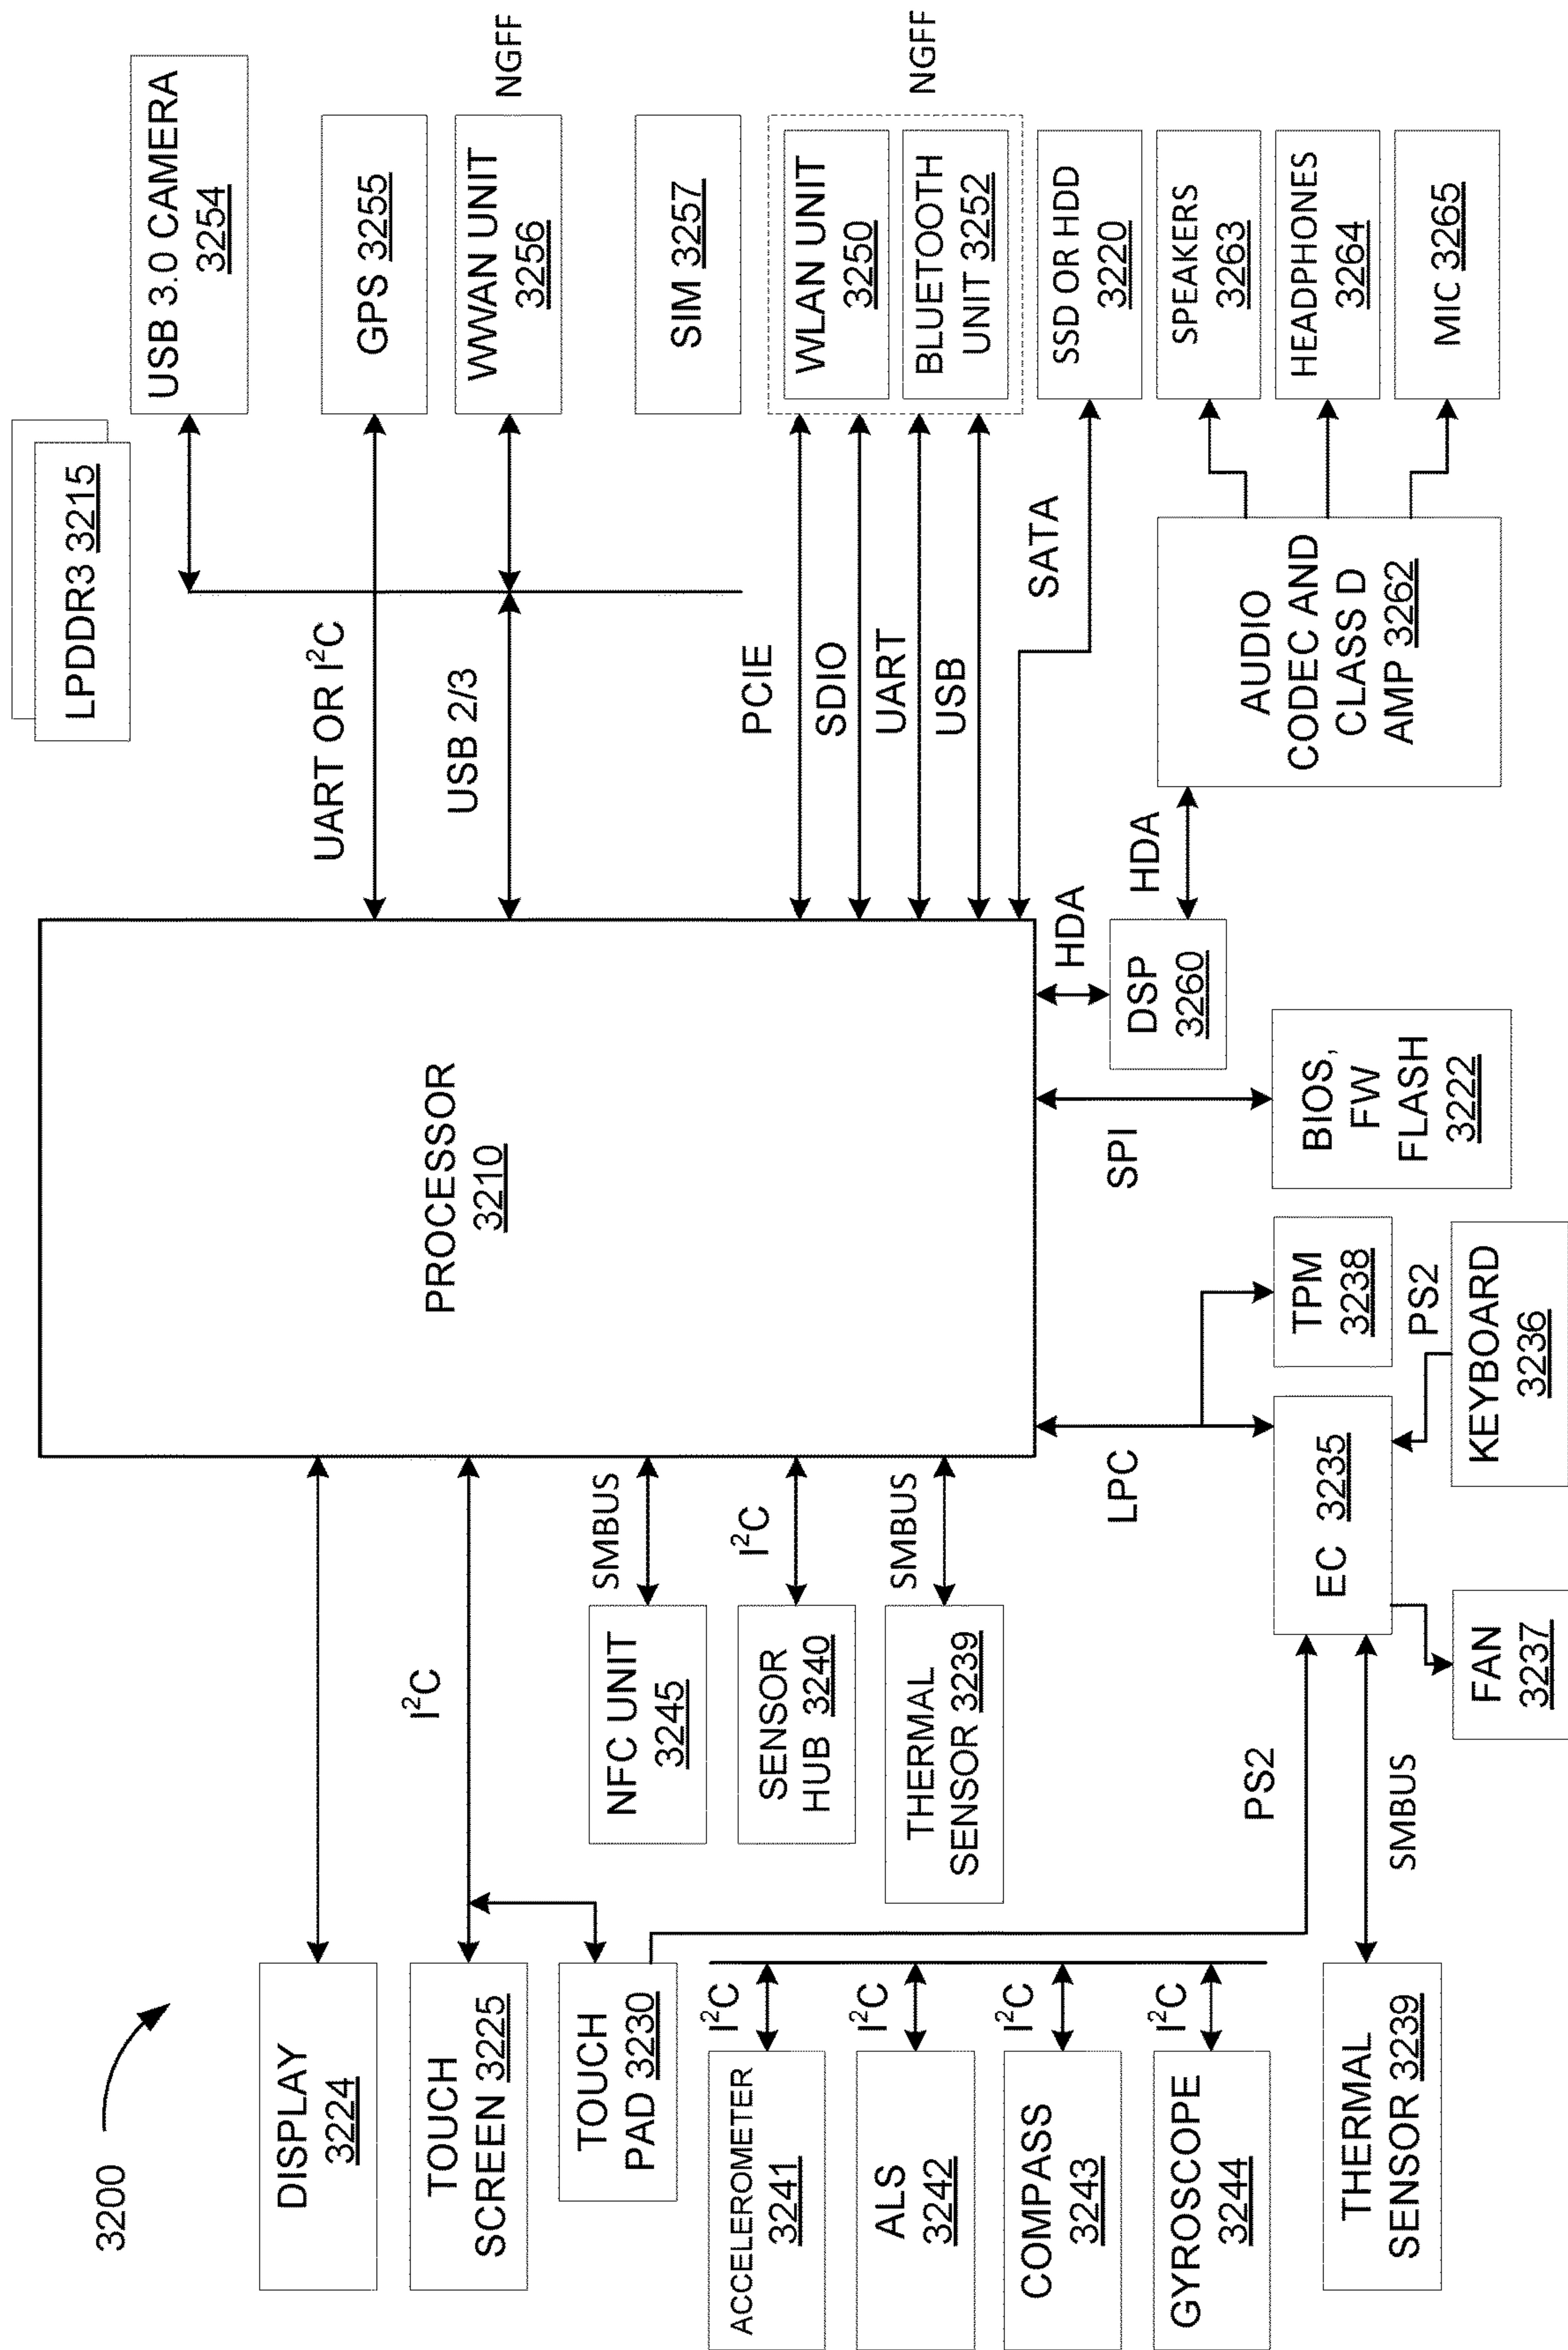 3200
LPDDR3 3215
DISPLAY
3224
TOUCH
SCREEN 3225
TOUCH
PAD 3230
I²C
PROCESSOR
3210
UART OR I²C
USB 2/3
USB 3.0 CAMERA
3254
GPS 3255
WWAN UNIT
3256
NGFF
SIM 3257
SMBUS
NFC UNIT
3245
I²C
SENSOR
HUB 3240
SMBUS
THERMAL
SENSOR 3239
PCIE
SDIO
UART
USB
WLAN UNIT
3250
BLUETOOTH
UNIT 3252
NGFF
SATA
SSD OR HDD
3220
I²C
ACCELEROMETER
3241
I²C
ALS
3242
I²C
COMPASS
3243
I²C
GYROSCOPE
3244
LPC
SPI
HDA
DSP
3260
HDA
AUDIO
CODEC AND
CLASS D
AMP 3262
SPEAKERS
3263
HEADPHONES
3264
MIC 3265
PS2
EC 3235
TPM
3238
BIOS,
FW
FLASH
3222
THERMAL
SENSOR 3239
SMBUS
FAN
3237
PS2
KEYBOARD
3236